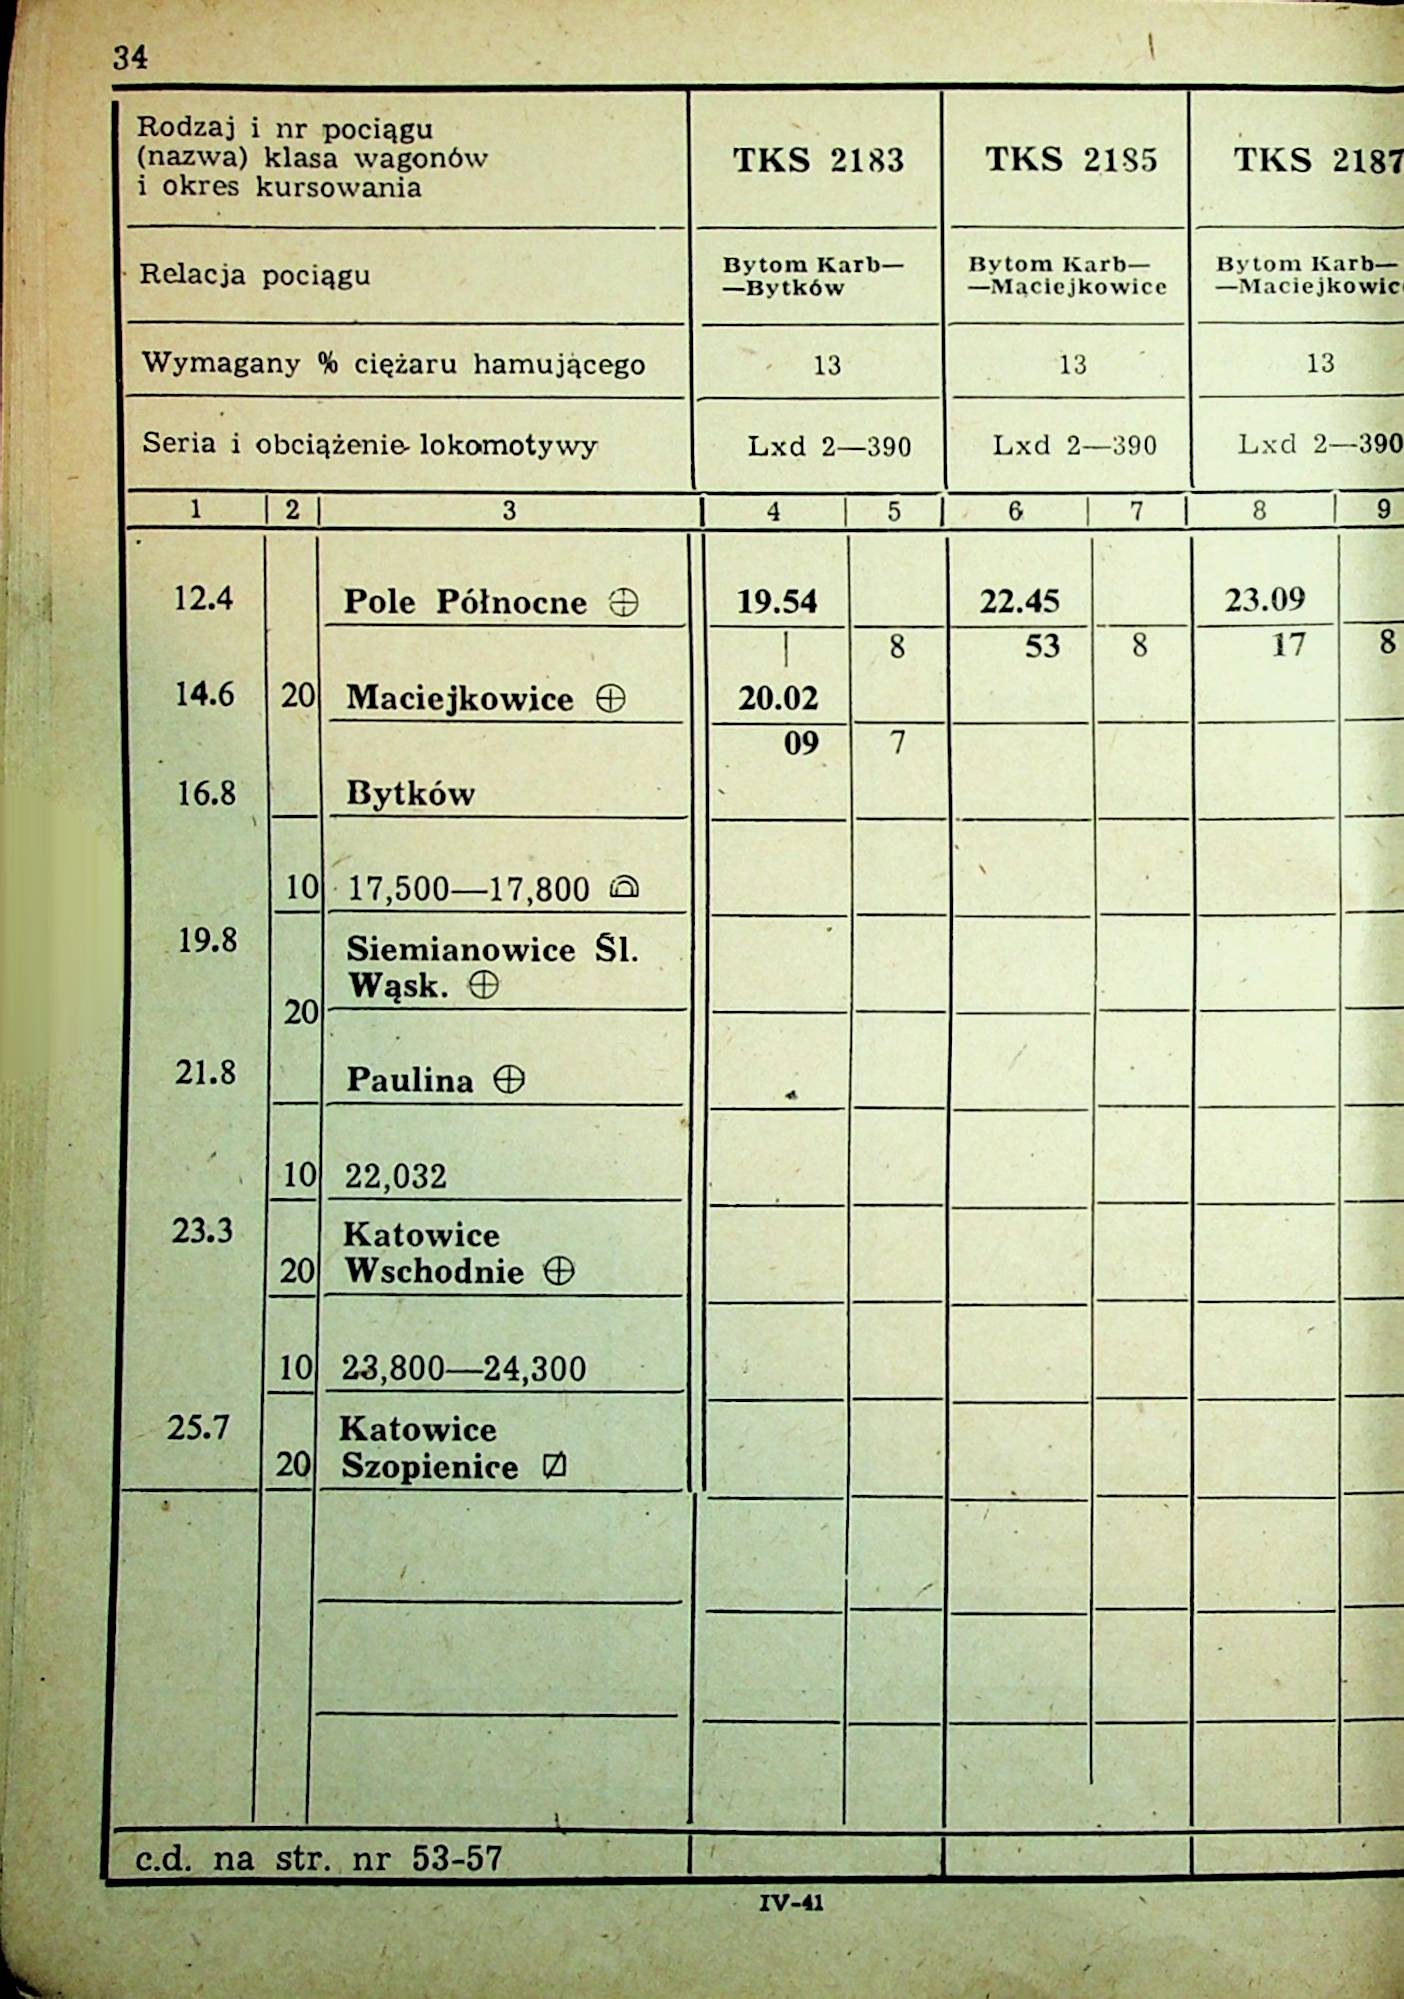 34
Rodzaj i nr pociągu
(nazwa) klasa wagonów
i okres kursowania
TKS 2183
TKS 2185
TKS 2187
Relacja pociągu
Bytom Karb—
—Bytków
Bytom Karb—
—Maciejkowice
Bytom Karb—
—Maciejkowic
Wymagany % ciężaru hamującego
13
13
13
Seria i obciążenie lokomotywy
Lxd 2—390
Lxd 2—390
Lxd 2—390
1 2 3 4 5 6 7 8 9
12.4 Pole Północne ⊕ 19.54 22.45 23.09
| 8 53 8 17 8
14.6 20 Maciejkowice ⊕ 20.02
09 7
16.8 Bytków
10 17,500—17,800
19.8 Siemianowice Śl.
Wąsk. ⊕
20
21.8 Paulina ⊕
10 22,032
23.3 Katowice
20 Wschodnie ⊕
10 23,800—24,300
25.7 Katowice
20 Szopienice ⍁
c.d. na str. nr 53-57
IV-41